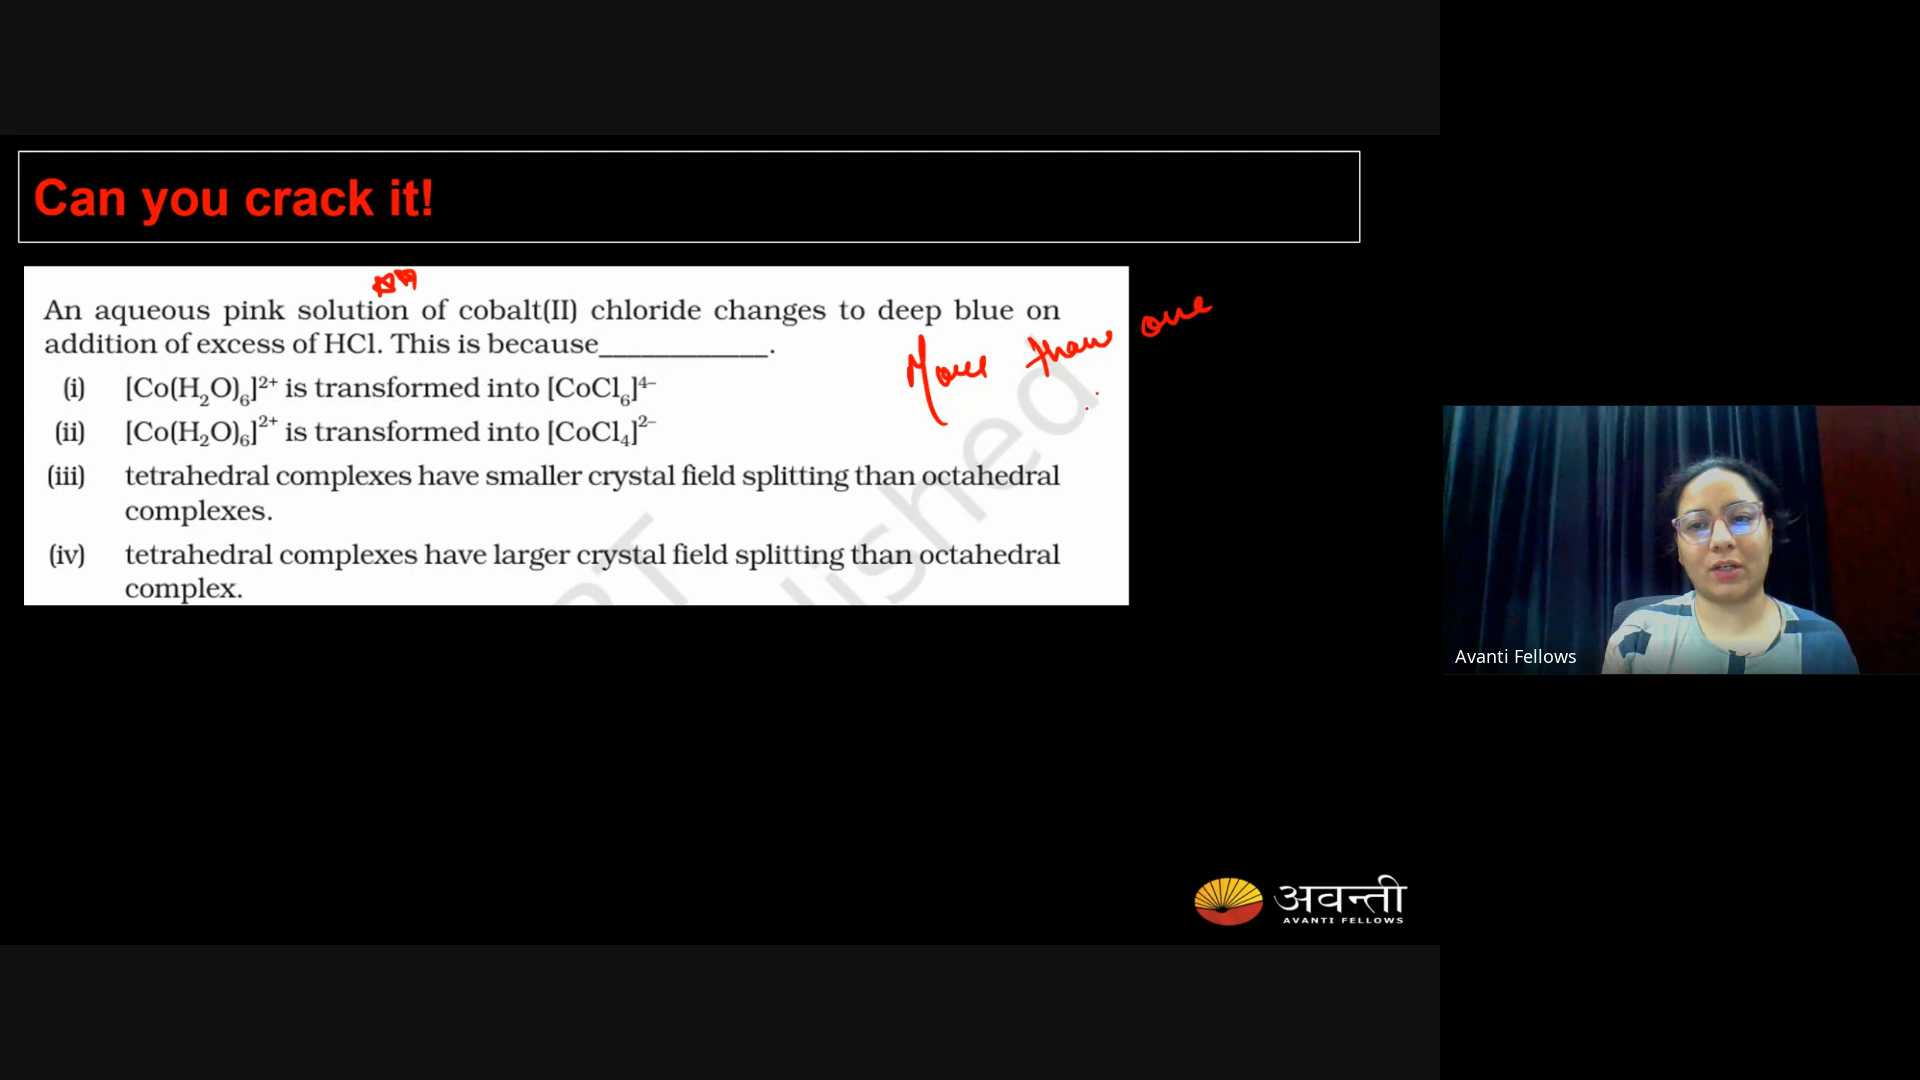 Can you crack it!
An aqueous pink solution of cobalt(II) chloride changes to deep blue on
addition of excess of HCl. This is because____________.
More than one
(i) [Co(H₂O)₆]²⁺ is transformed into [CoCl₆]⁴⁻
(ii) [Co(H₂O)₆]²⁺ is transformed into [CoCl₄]²⁻
(iii) tetrahedral complexes have smaller crystal field splitting than octahedral
complexes.
(iv) tetrahedral complexes have larger crystal field splitting than octahedral
complex.
Avanti Fellows
अवन्ती
AVANTI FELLOWS